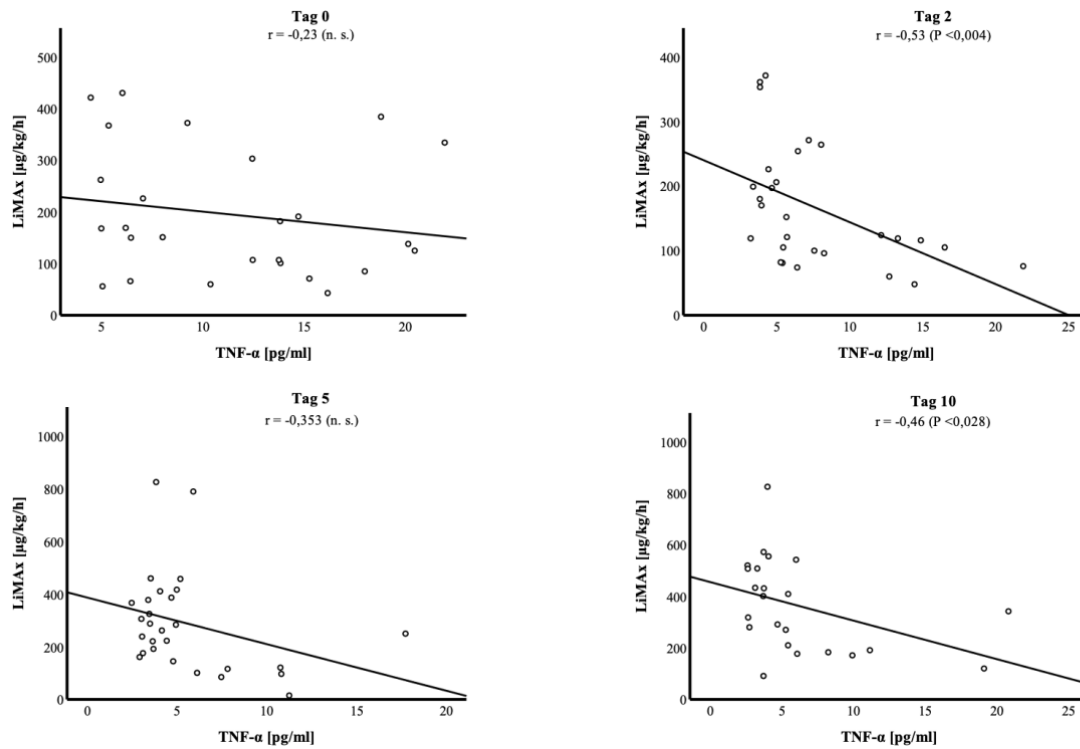 Tag 0
r = -0,23 (n. s.)
500
400
300
200
100
0
LiMAx [µg/kg/h]
5
10
15
20
TNF-α [pg/ml]
Tag 2
r = -0,53 (P <0,004)
400
300
200
100
0
LiMAx [µg/kg/h]
0
5
10
15
20
25
TNF-α [pg/ml]
Tag 5
r = -0,353 (n. s.)
1000
800
600
400
200
0
LiMAx [µg/kg/h]
0
5
10
15
20
TNF-α [pg/ml]
Tag 10
r = -0,46 (P <0,028)
1000
800
600
400
200
0
LiMAx [µg/kg/h]
0
5
10
15
20
25
TNF-α [pg/ml]